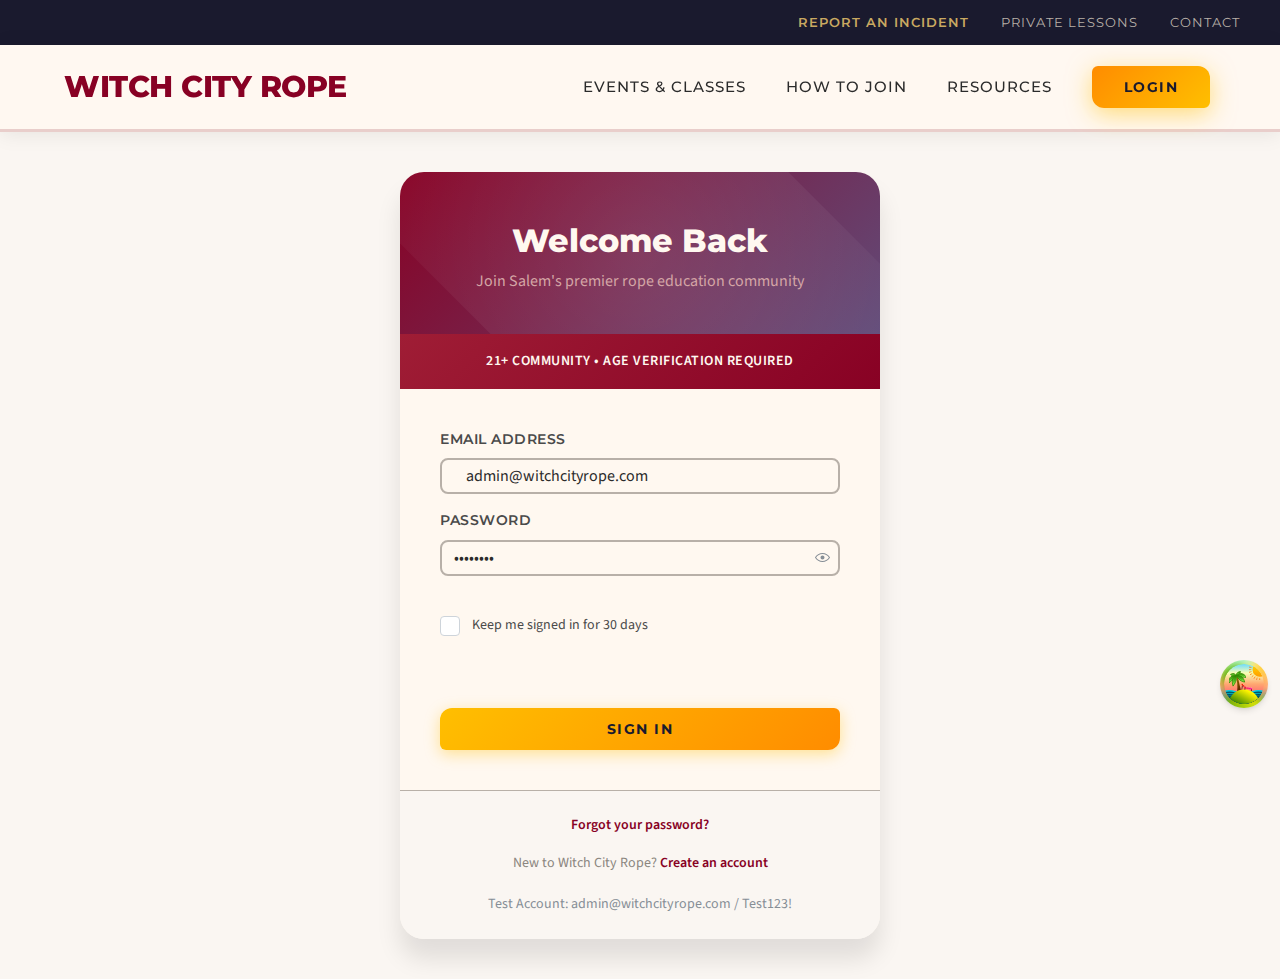 REPORT AN INCIDENT PRIVATE LESSONS CONTACT
WITCH CITY ROPE EVENTS & CLASSES HOW TO JOIN RESOURCES LOGIN
Welcome Back
Join Salem's premier rope education community
21+ COMMUNITY • AGE VERIFICATION REQUIRED
EMAIL ADDRESS
admin@witchcityrope.com
PASSWORD
••••••••
Keep me signed in for 30 days
SIGN IN
Forgot your password?
New to Witch City Rope? Create an account
Test Account: admin@witchcityrope.com / Test123!